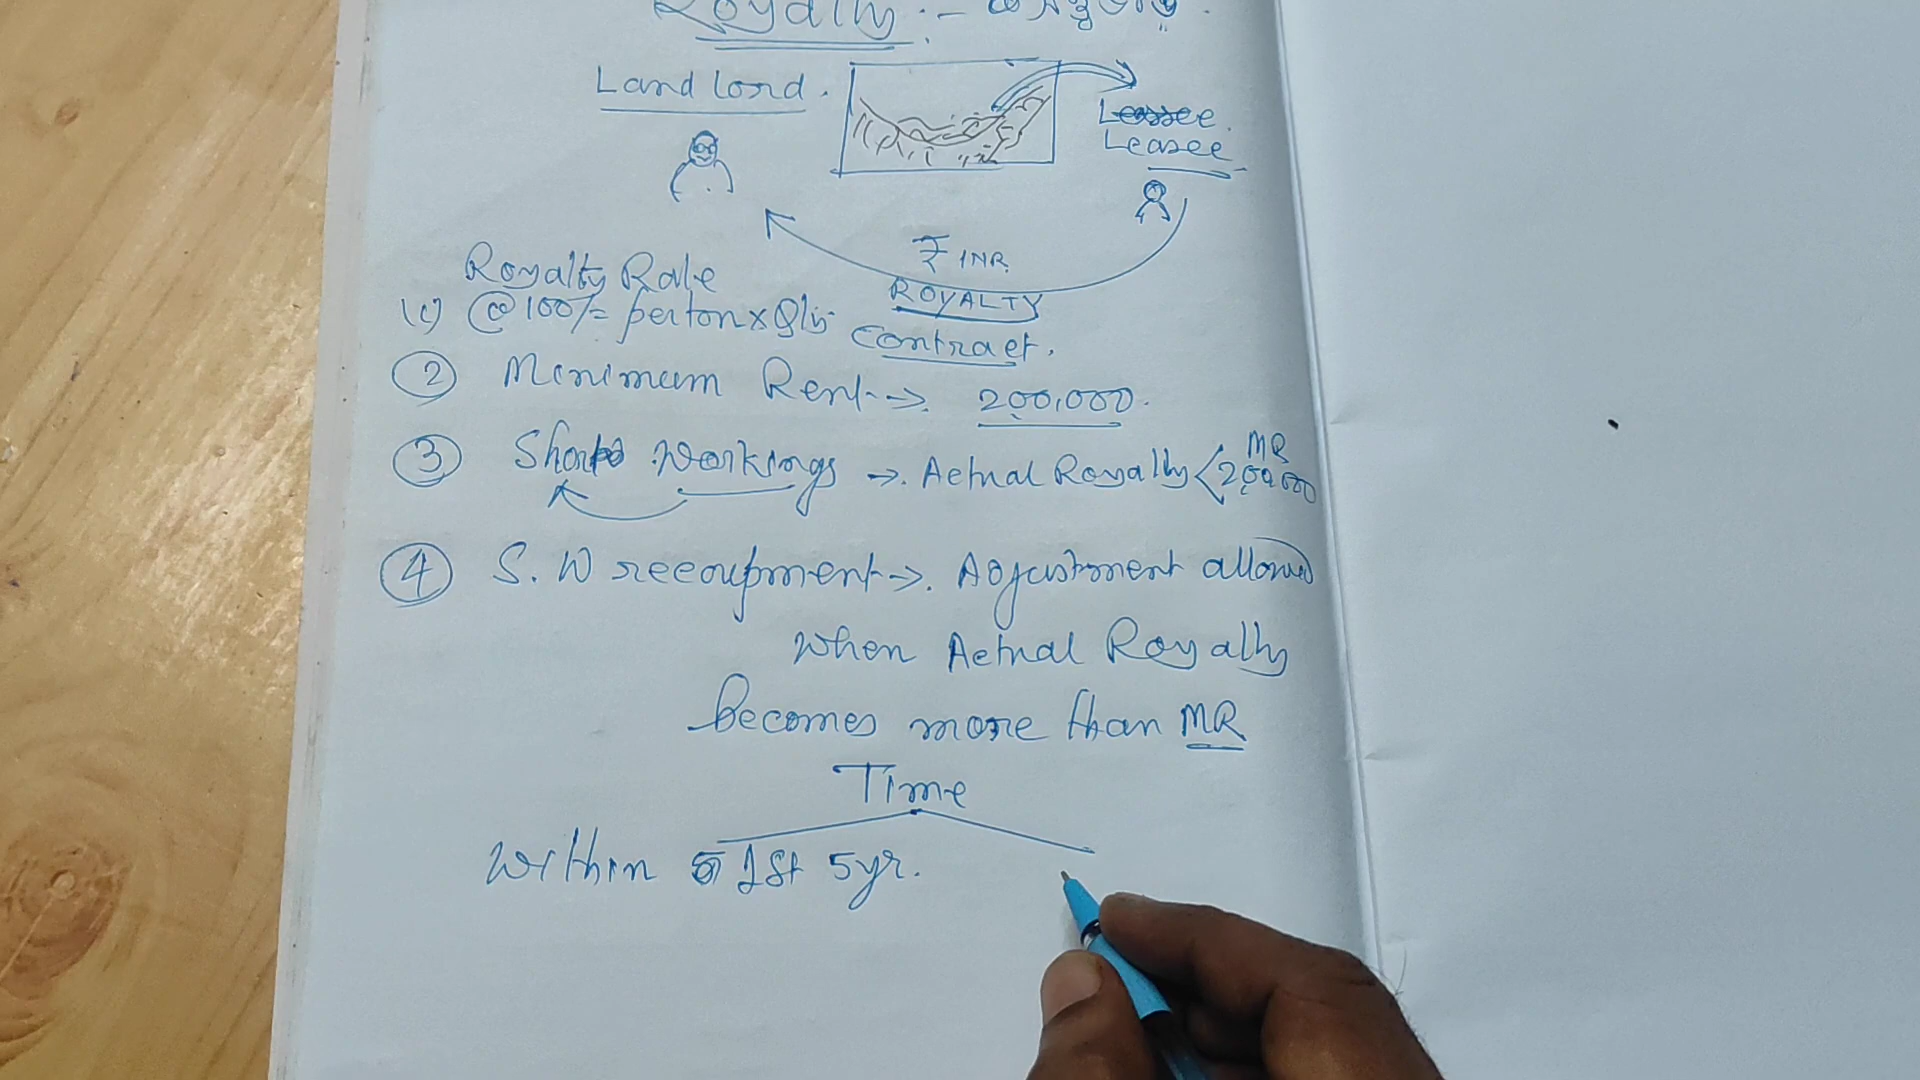 Royalty :-
Land lord.
Leasee.
Leasee
₹ INR.
ROYALTY
Contract.
Royalty Rate
(1) @100/= per ton x Qty
2 Minimum Rent → 200,000.
3 Short Workings → Actual Royalty < MR 200,000
4 S.W recoupment → Adjustment allowed
When Actual Royalty
becomes more than MR
Time
Within 1st 5yr.